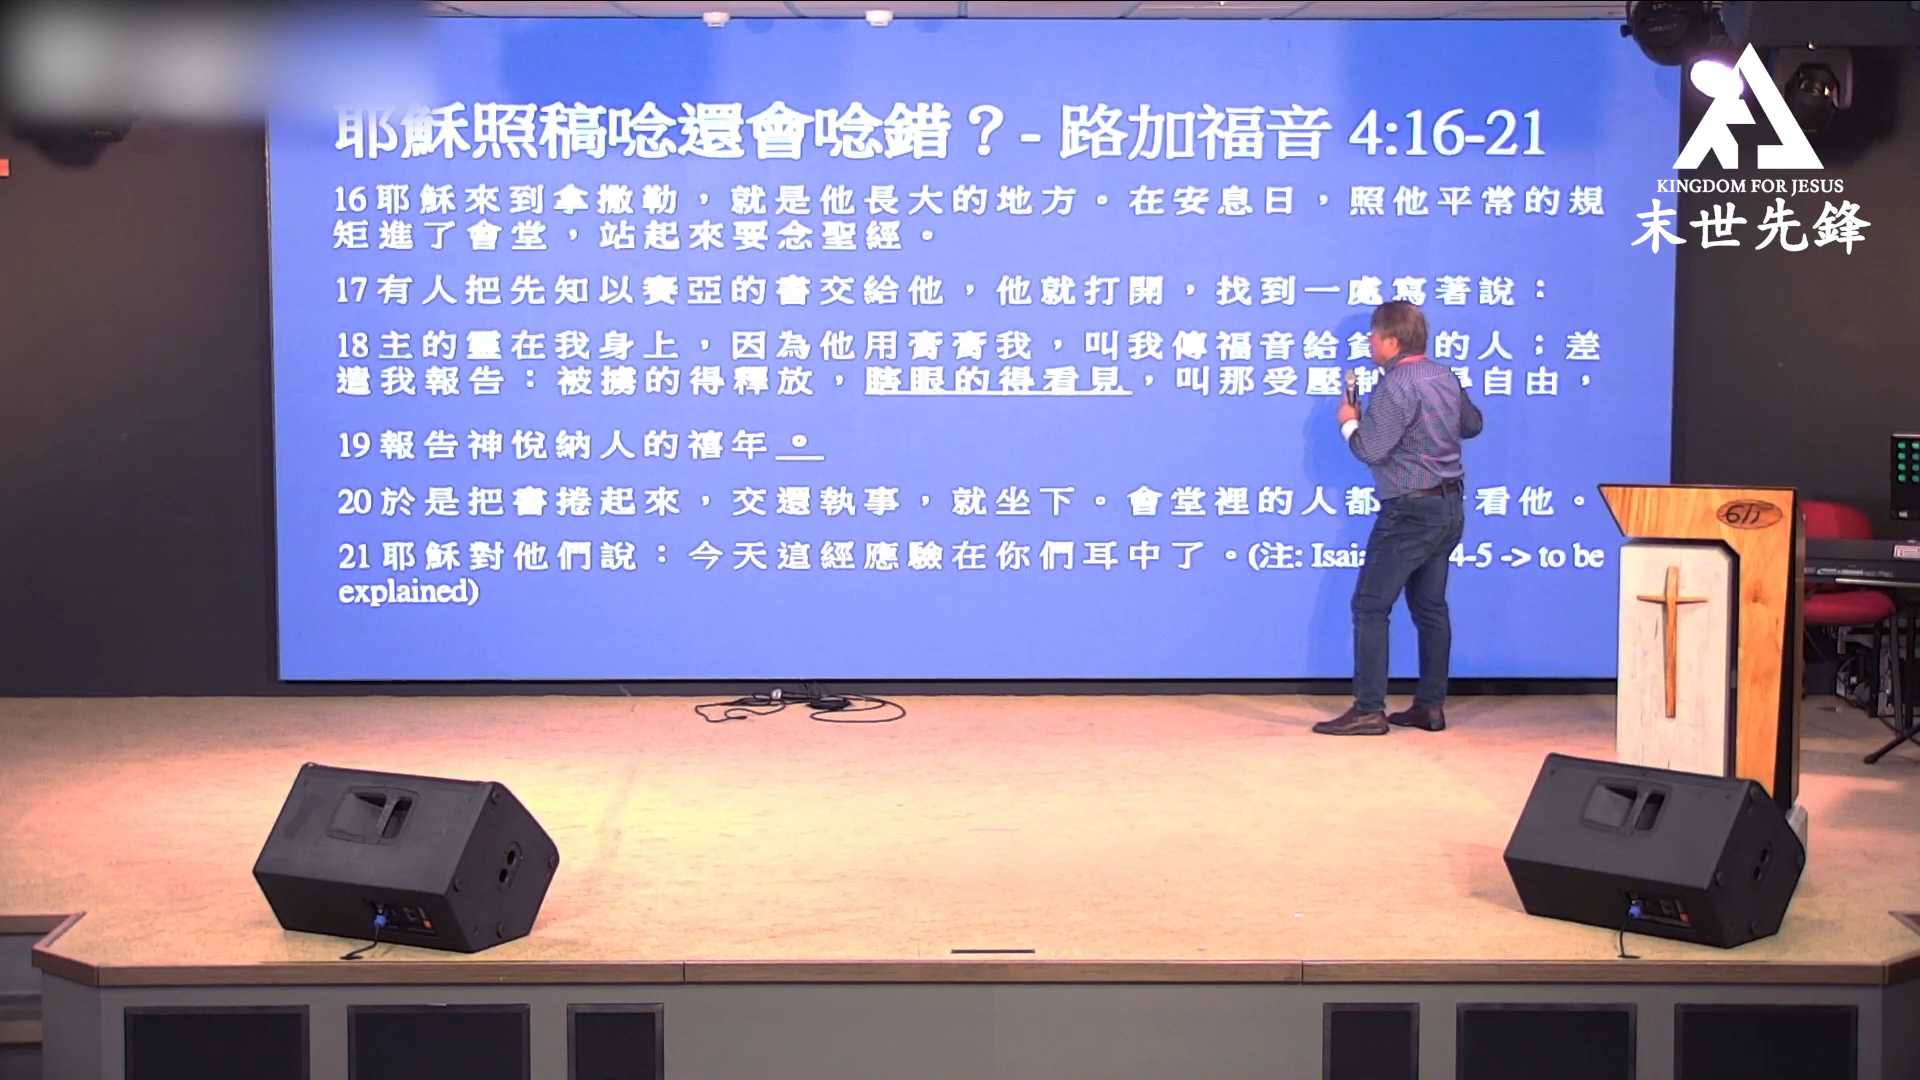 耶穌照稿唸還會唸錯？- 路加福音 4:16-21
16 耶穌來到拿撒勒，就是他長大的地方。在安息日，照他平常的規
矩進了會堂，站起來要念聖經。
17 有人把先知以賽亞的書交給他，他就打開，找到一處寫著說：
18 主的靈在我身上，因為他用膏膏我，叫我傳福音給貧 的人；差
遣我報告：被擄的得釋放，瞎眼的得看見，叫那受壓制 得自由，
19 報告神悅納人的禧年。
20 於是把書捲起來，交還執事，就坐下。會堂裡的人都 看他。
21 耶穌對他們說：今天這經應驗在你們耳中了。(注: 4-5 -> to be
explained)
KINGDOM FOR JESUS
末世先鋒